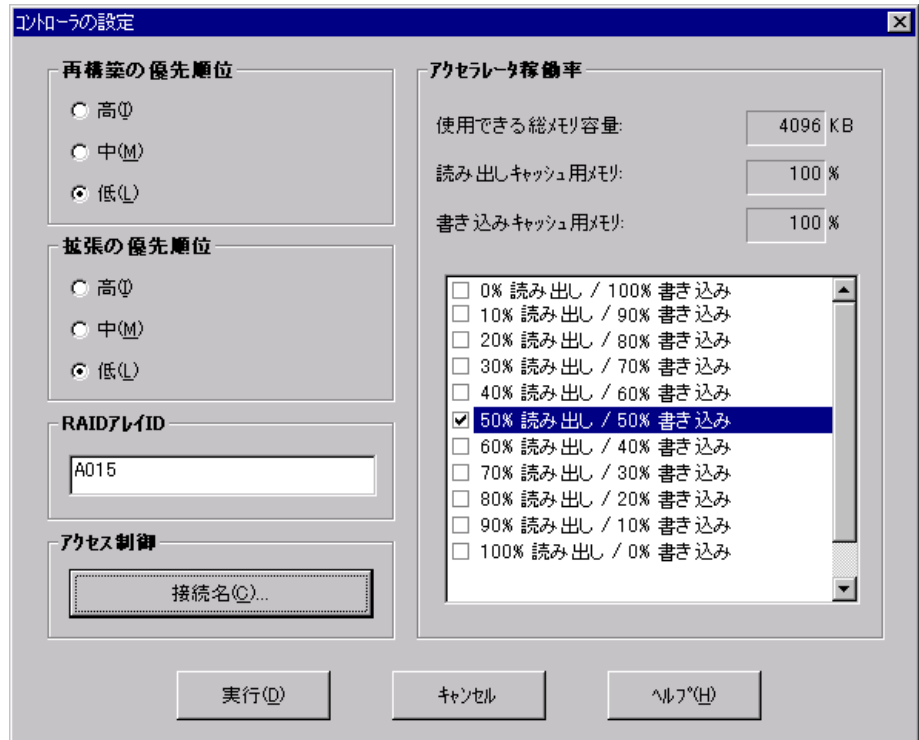 コントローラの設定
再構築の優先順位
高(I)
中(M)
低(L)
拡張の優先順位
高(I)
中(M)
低(L)
RAIDアレイID
A015
アクセス制御
接続名(C)...
アクセラレータ稼働率
使用できる総メモリ容量: 4096 KB
読み出しキャッシュ用メモリ: 100 %
書き込みキャッシュ用メモリ: 100 %
0% 読み出し / 100% 書き込み
10% 読み出し / 90% 書き込み
20% 読み出し / 80% 書き込み
30% 読み出し / 70% 書き込み
40% 読み出し / 60% 書き込み
50% 読み出し / 50% 書き込み
60% 読み出し / 40% 書き込み
70% 読み出し / 30% 書き込み
80% 読み出し / 20% 書き込み
90% 読み出し / 10% 書き込み
100% 読み出し / 0% 書き込み
実行(D)
キャンセル
ヘルプ(H)